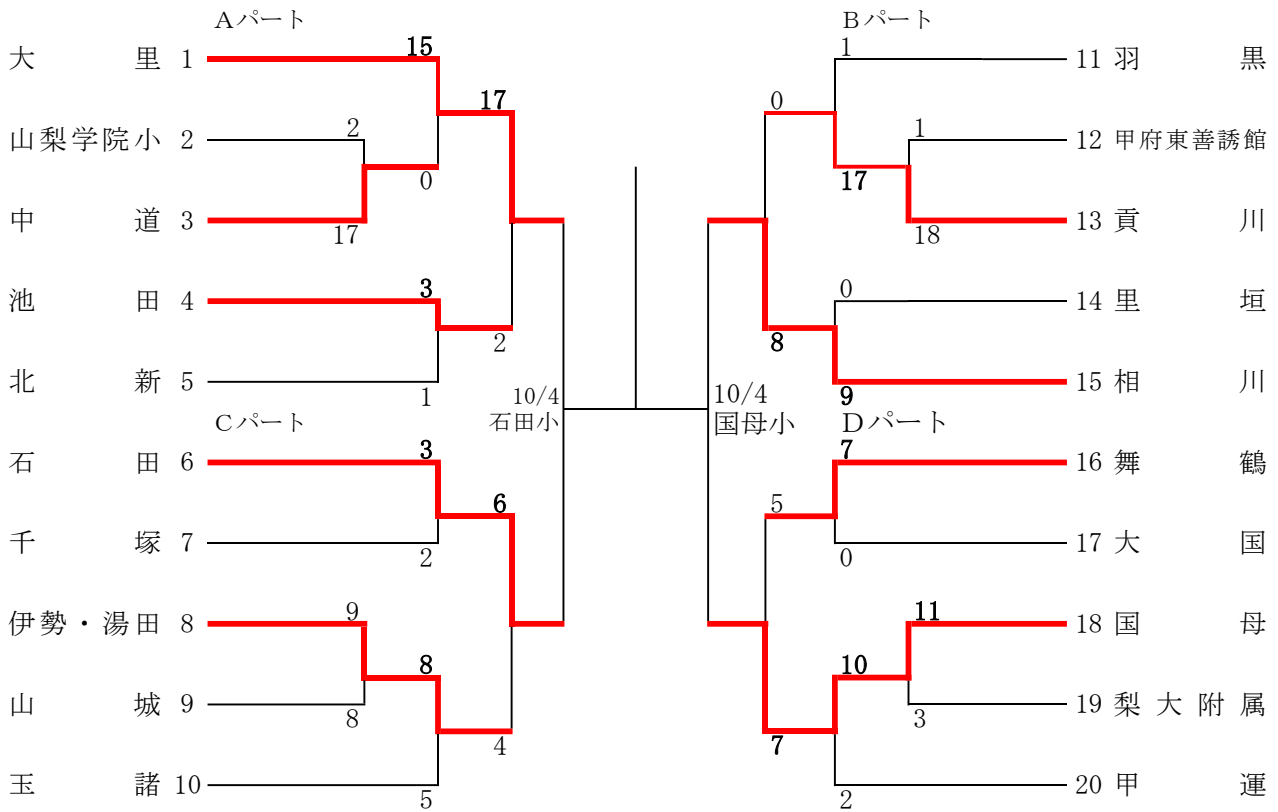 Aパート
Bパート
15
1
大里 1
11 羽黒
17
0
2
1
山梨学院小 2
12 甲府東善誘館
0
17
中道 3
13 貢川
17
18
3
0
池田 4
14 里垣
2
8
北新 5
15 相川
1
10/4
10/4
9
Cパート
石田小
国母小
Dパート
3
7
石田 6
16 舞鶴
6
5
千塚 7
17 大国
2
0
9
11
伊勢・湯田 8
18 国母
8
10
山城 9
19 梨大附属
8
3
4
7
玉諸 10
20 甲運
5
2